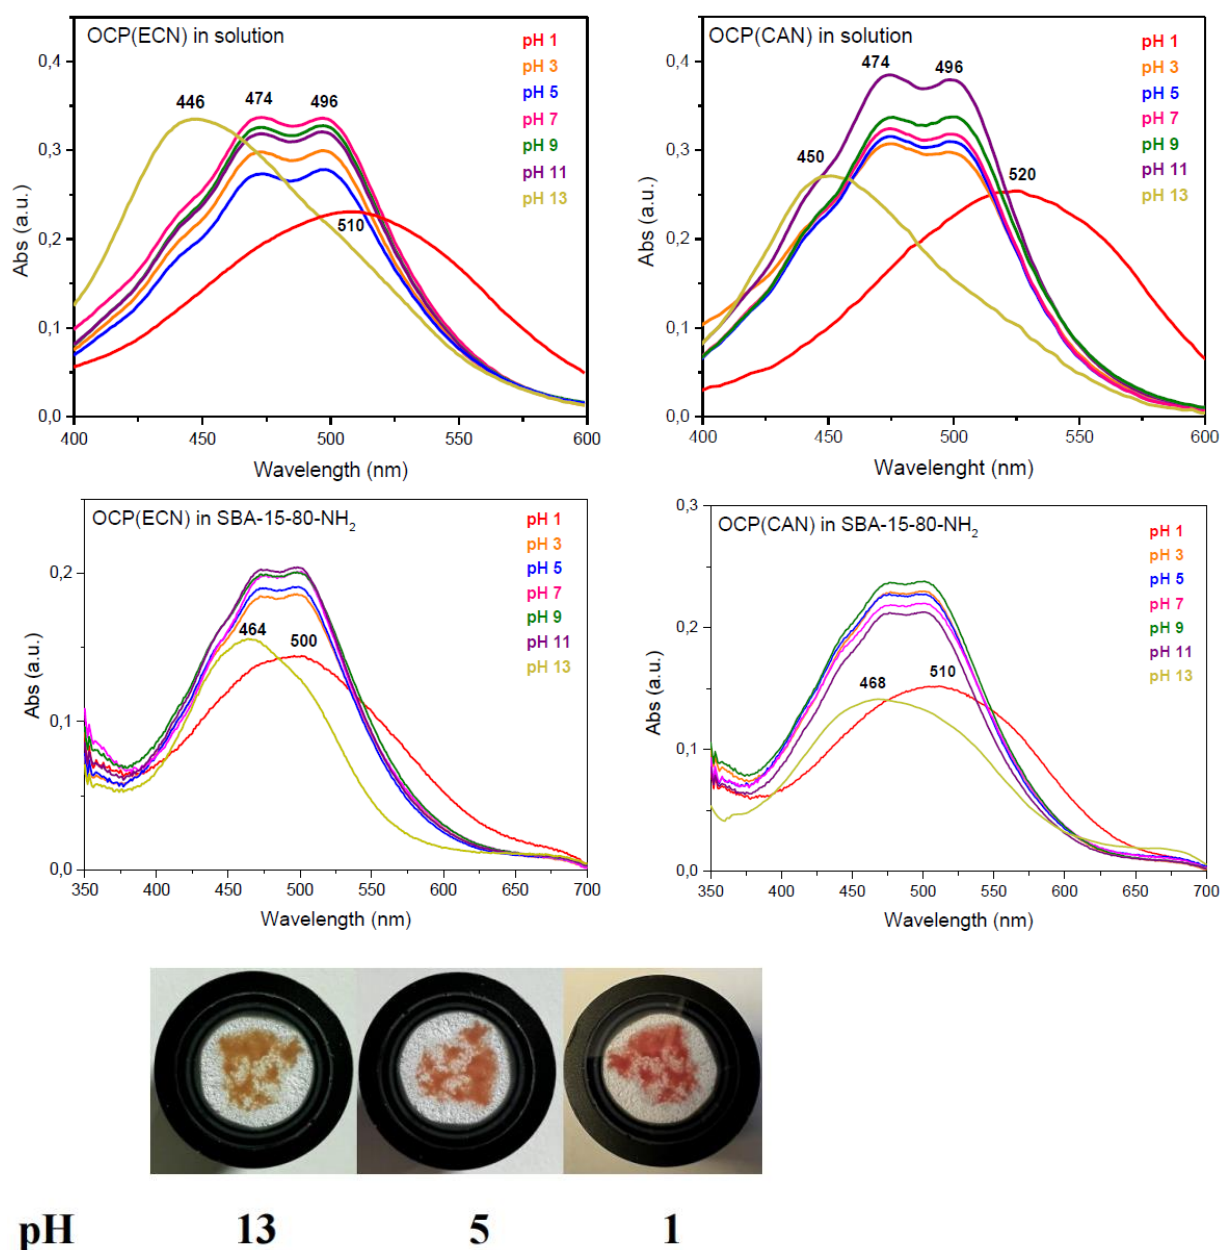 OCP(ECN) in solution
pH 1
pH 3
pH 5
pH 7
pH 9
pH 11
pH 13
446
474
496
510
0,4
0,3
0,2
0,1
0,0
Abs (a.u.)
400
450
500
550
600
Wavelength (nm)
OCP(CAN) in solution
pH 1
pH 3
pH 5
pH 7
pH 9
pH 11
pH 13
474
496
450
520
0,4
0,3
0,2
0,1
0,0
Abs (a.u.)
400
450
500
550
600
Wavelenght (nm)
OCP(ECN) in SBA-15-80-NH2
pH 1
pH 3
pH 5
pH 7
pH 9
pH 11
pH 13
464
500
0,2
0,1
0,0
Abs (a.u.)
350
400
450
500
550
600
650
700
Wavelength (nm)
OCP(CAN) in SBA-15-80-NH2
pH 1
pH 3
pH 5
pH 7
pH 9
pH 11
pH 13
468
510
0,3
0,2
0,1
0,0
Abs (a.u.)
350
400
450
500
550
600
650
700
Wavelength (nm)
pH 13 5 1